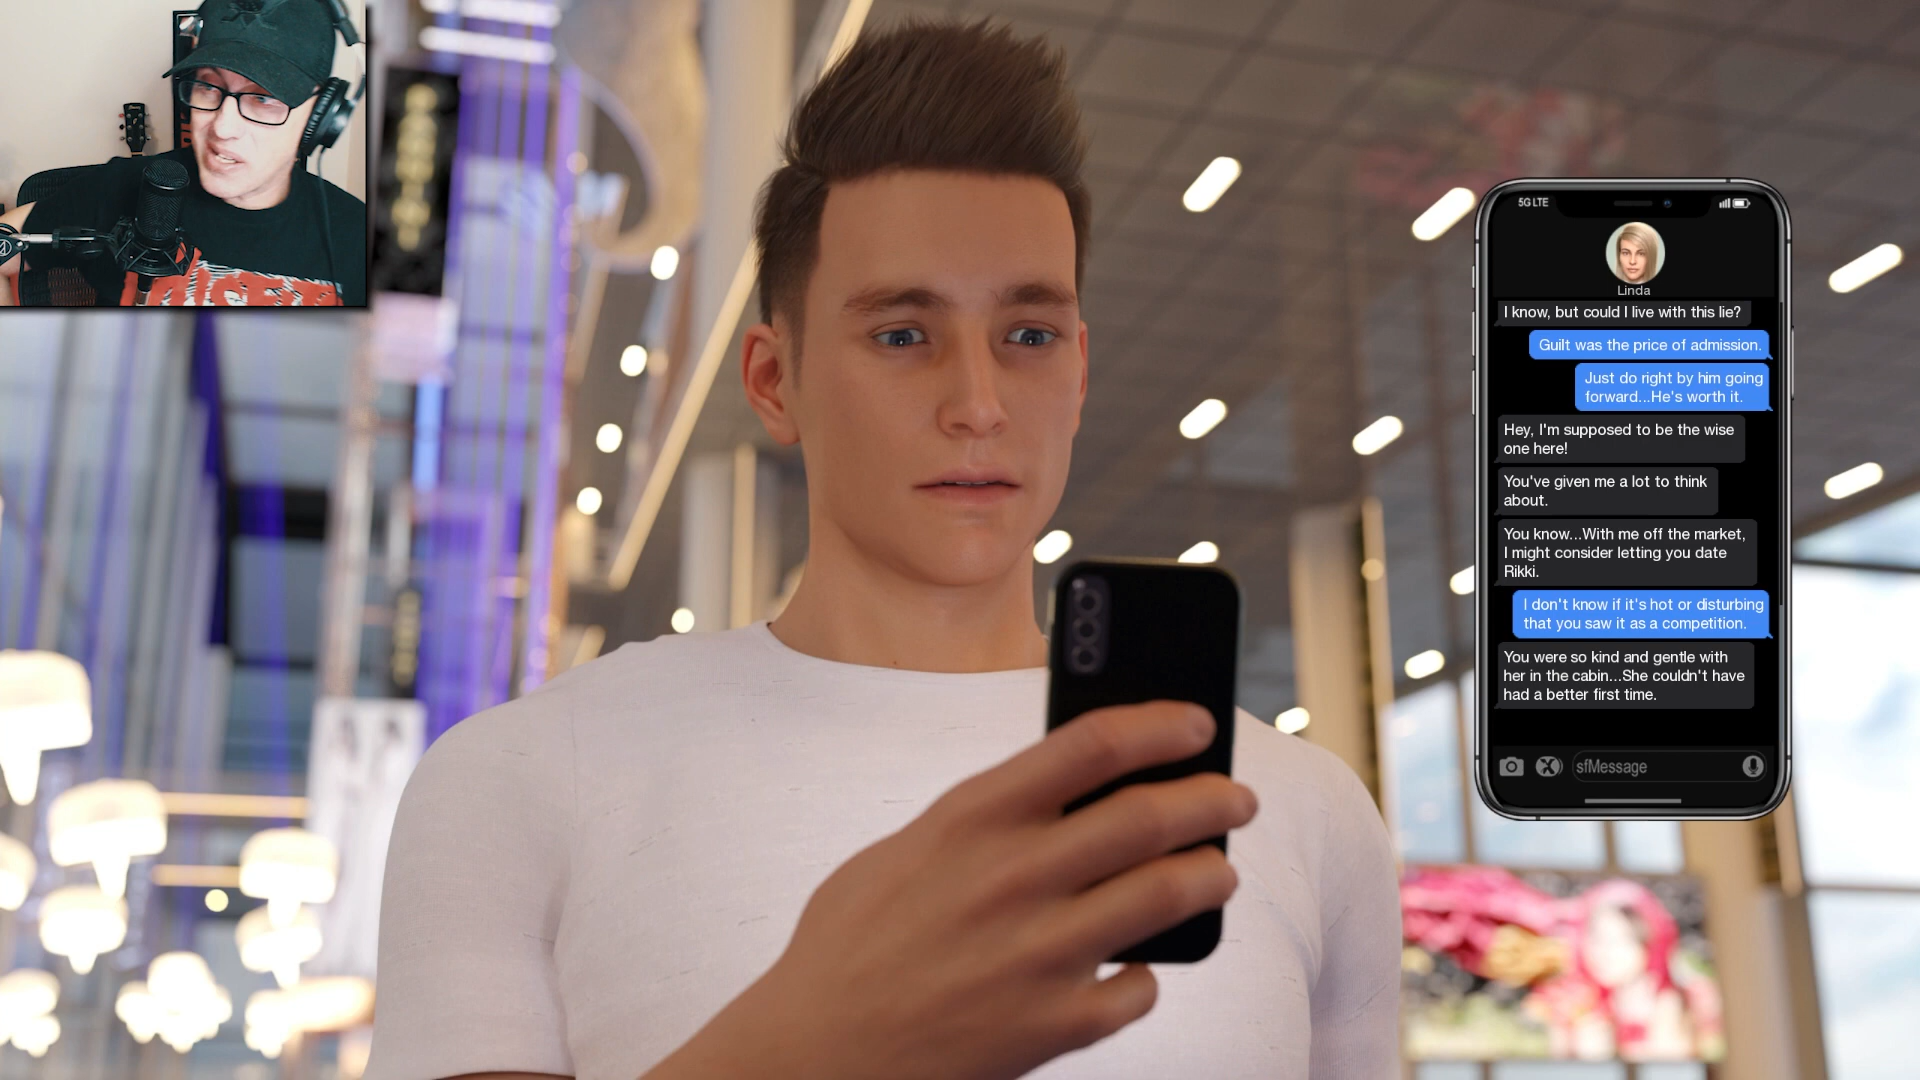 5G LTE
Linda
I know, but could I live with this lie?
Guilt was the price of admission.
Just do right by him going
forward...He's worth it.
Hey, I'm supposed to be the wise
one here!
You've given me a lot to think
about.
You know...With me off the market,
I might consider letting you date
Rikki.
I don't know if it's hot or disturbing
that you saw it as a competition.
You were so kind and gentle with
her in the cabin...She couldn't have
had a better first time.
sfMessage